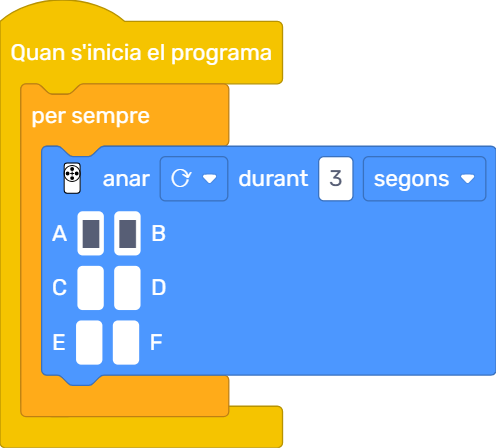 Quan s'inicia el programa
per sempre
anar durant 3 segons
A B
C D
E F